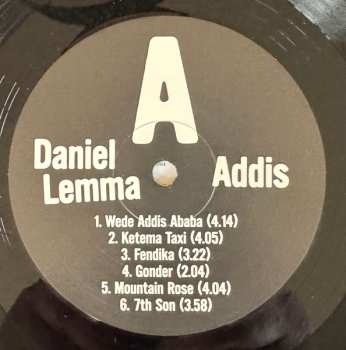 A
Daniel
Lemma
Addis
1. Wede Addis Ababa (4.14)
2. Ketema Taxi (4.05)
3. Fendika (3.22)
4. Gonder (2.04)
5. Mountain Rose (4.04)
6. 7th Son (3.58)